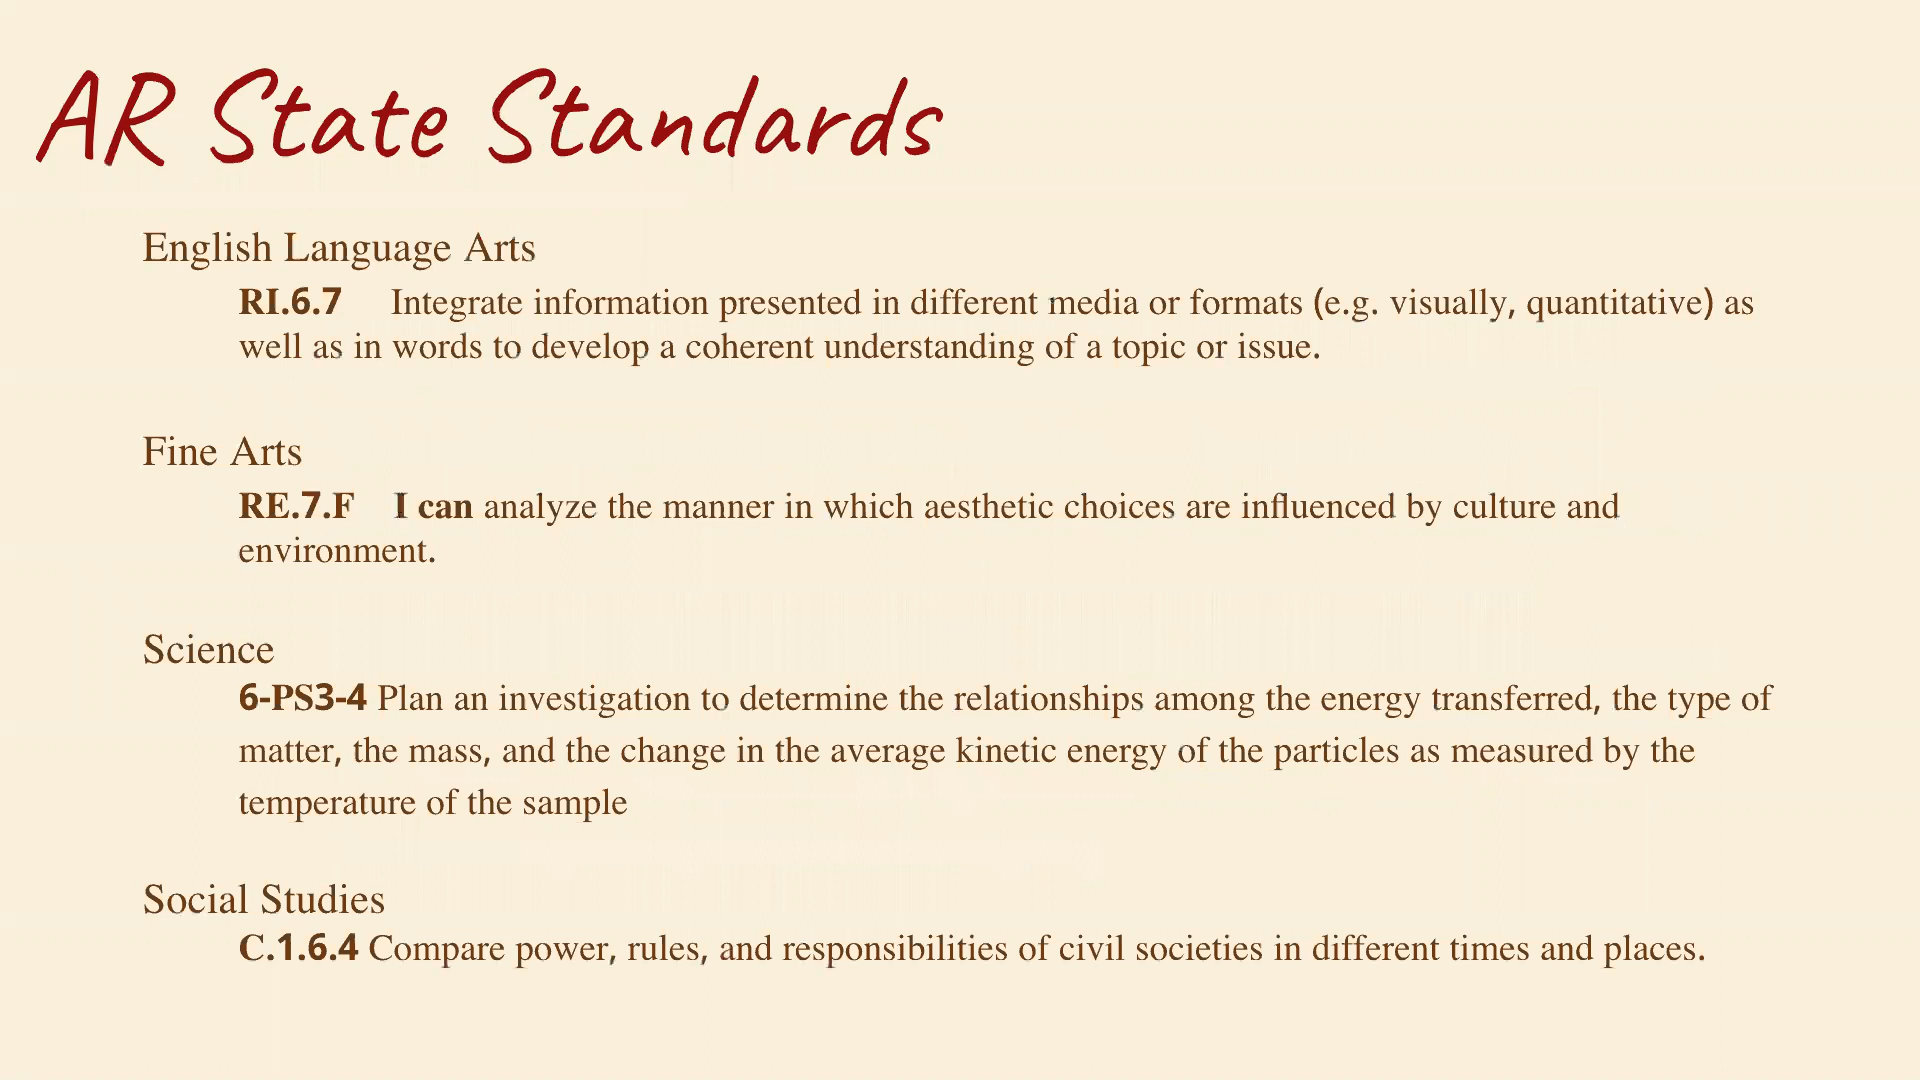 AR State Standards
English Language Arts
RI.6.7 Integrate information presented in different media or formats (e.g. visually, quantitative) as
well as in words to develop a coherent understanding of a topic or issue.
Fine Arts
RE.7.F I can analyze the manner in which aesthetic choices are influenced by culture and
environment.
Science
6-PS3-4 Plan an investigation to determine the relationships among the energy transferred, the type of
matter, the mass, and the change in the average kinetic energy of the particles as measured by the
temperature of the sample
Social Studies
C.1.6.4 Compare power, rules, and responsibilities of civil societies in different times and places.